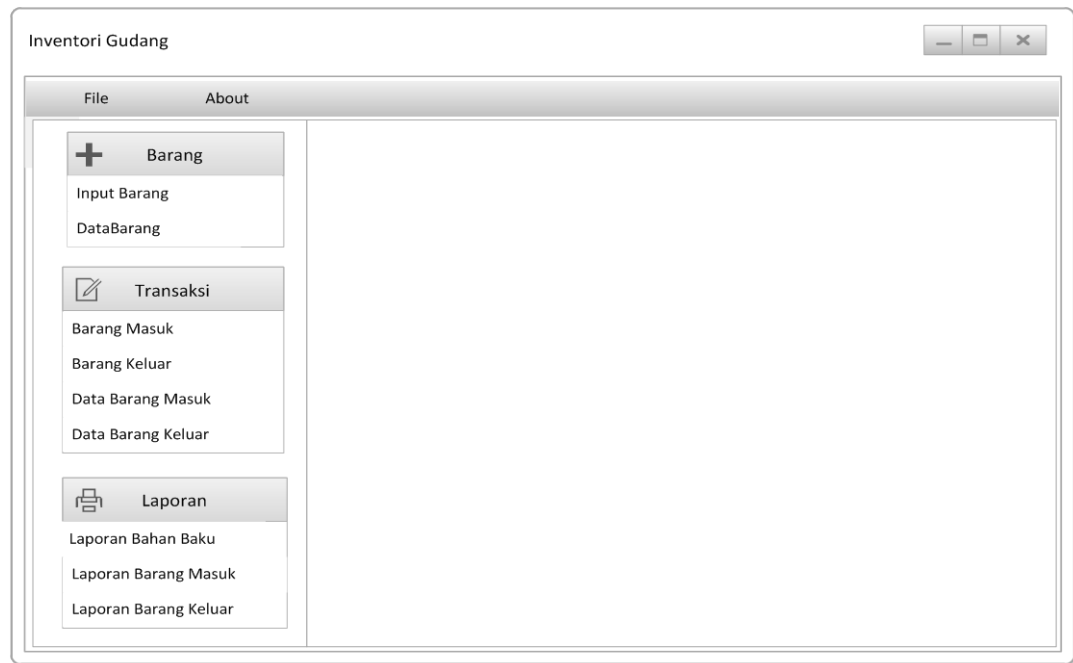 Inventori Gudang
File About
Barang
Input Barang
DataBarang
Transaksi
Barang Masuk
Barang Keluar
Data Barang Masuk
Data Barang Keluar
Laporan
Laporan Bahan Baku
Laporan Barang Masuk
Laporan Barang Keluar